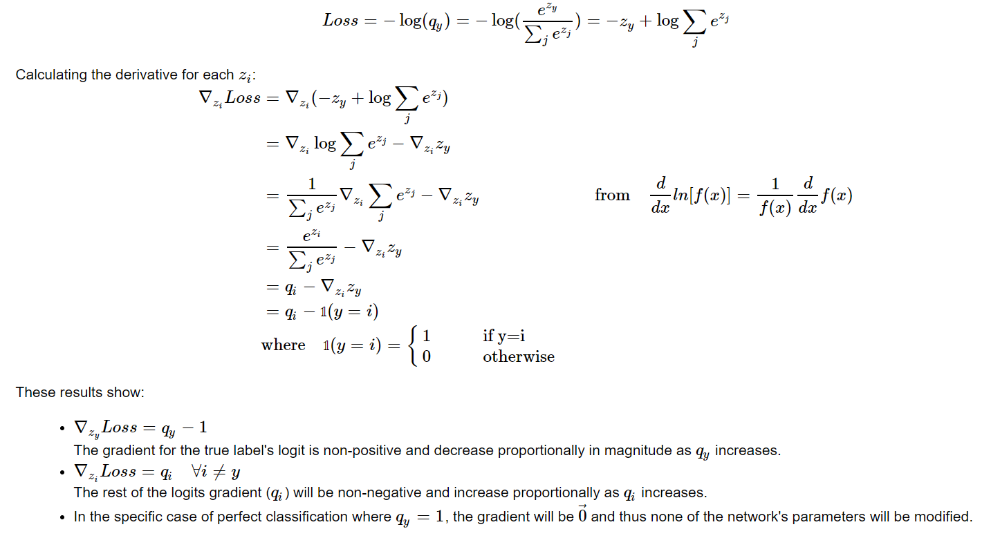 $Loss = -\log(q_y) = -\log(\frac{e^{z_y}}{\sum_j e^{z_j}}) = -z_y + \log \sum_j e^{z_j}$
Calculating the derivative for each $z_i$:
$\nabla_{z_i} Loss = \nabla_{z_i}(-z_y + \log \sum_j e^{z_j})$
$= \nabla_{z_i} \log \sum_j e^{z_j} - \nabla_{z_i} z_y$
$= \frac{1}{\sum_j e^{z_j}} \nabla_{z_i} \sum_j e^{z_j} - \nabla_{z_i} z_y \quad \text{from} \quad \frac{d}{dx} ln[f(x)] = \frac{1}{f(x)} \frac{d}{dx} f(x)$
$= \frac{e^{z_i}}{\sum_j e^{z_j}} - \nabla_{z_i} z_y$
$= q_i - \nabla_{z_i} z_y$
$= q_i - \mathbb{1}(y = i)$
$\text{where} \quad \mathbb{1}(y = i) = \begin{cases} 1 & \text{if y=i} \\ 0 & \text{otherwise} \end{cases}$
These results show:
• $\nabla_{z_y} Loss = q_y - 1$
The gradient for the true label's logit is non-positive and decrease proportionally in magnitude as $q_y$ increases.
• $\nabla_{z_i} Loss = q_i \quad \forall i \neq y$
The rest of the logits gradient ($q_i$) will be non-negative and increase proportionally as $q_i$ increases.
• In the specific case of perfect classification where $q_y = 1$, the gradient will be $\vec{0}$ and thus none of the network's parameters will be modified.